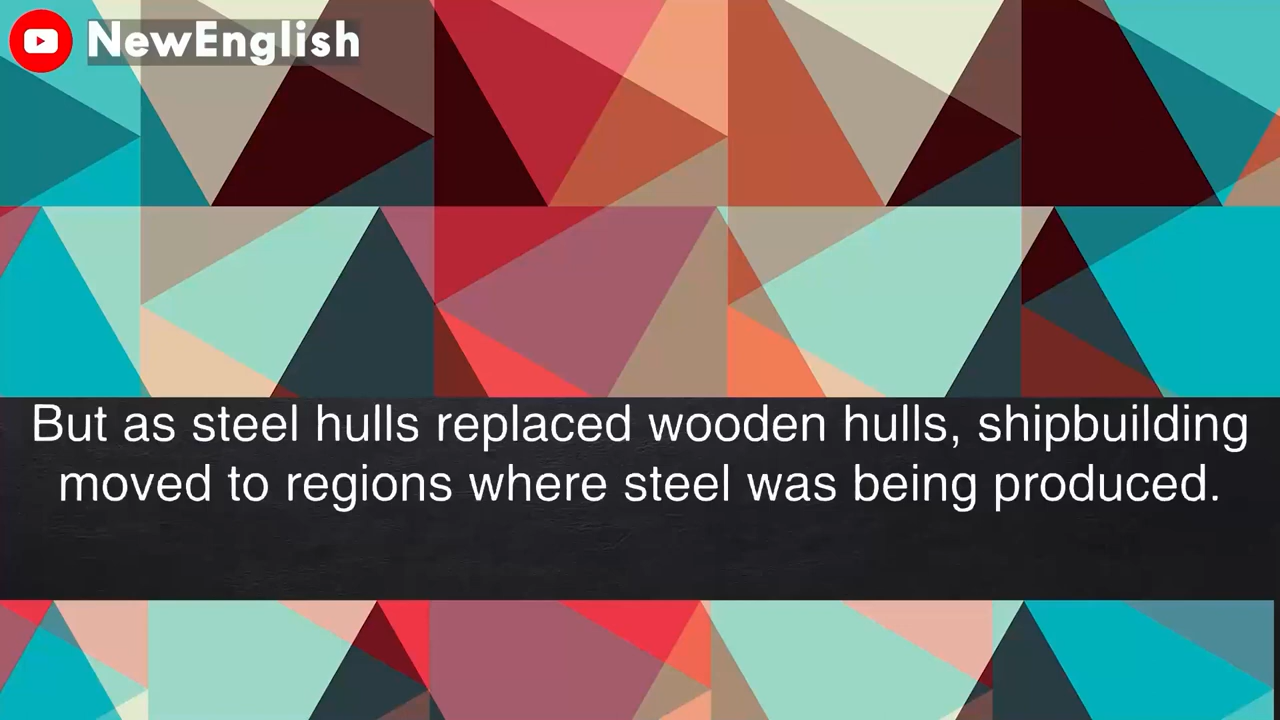 NewEnglish
But as steel hulls replaced wooden hulls, shipbuilding
moved to regions where steel was being produced.